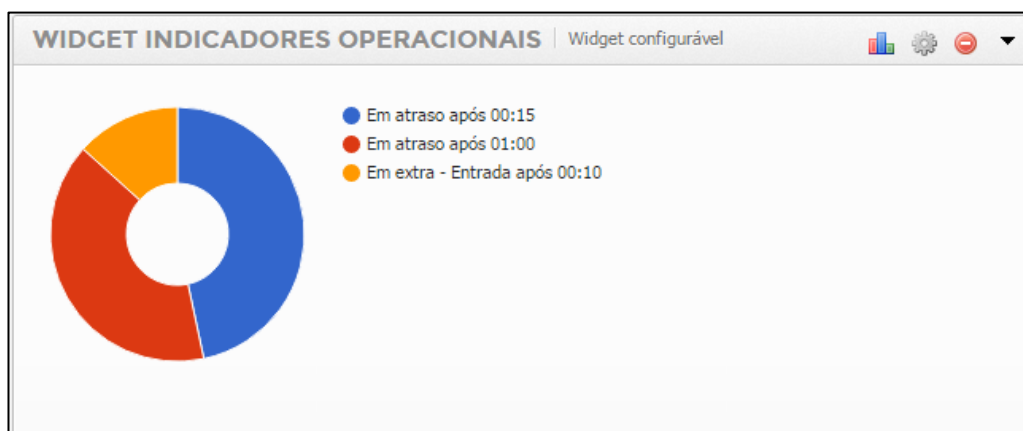 WIDGET INDICADORES OPERACIONAIS Widget configurável
Em atraso após 00:15
Em atraso após 01:00
Em extra - Entrada após 00:10